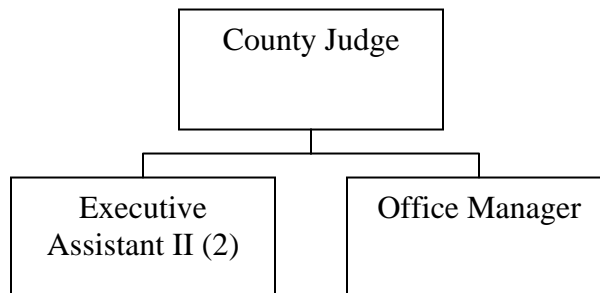 County Judge
Executive
Assistant II (2)
Office Manager